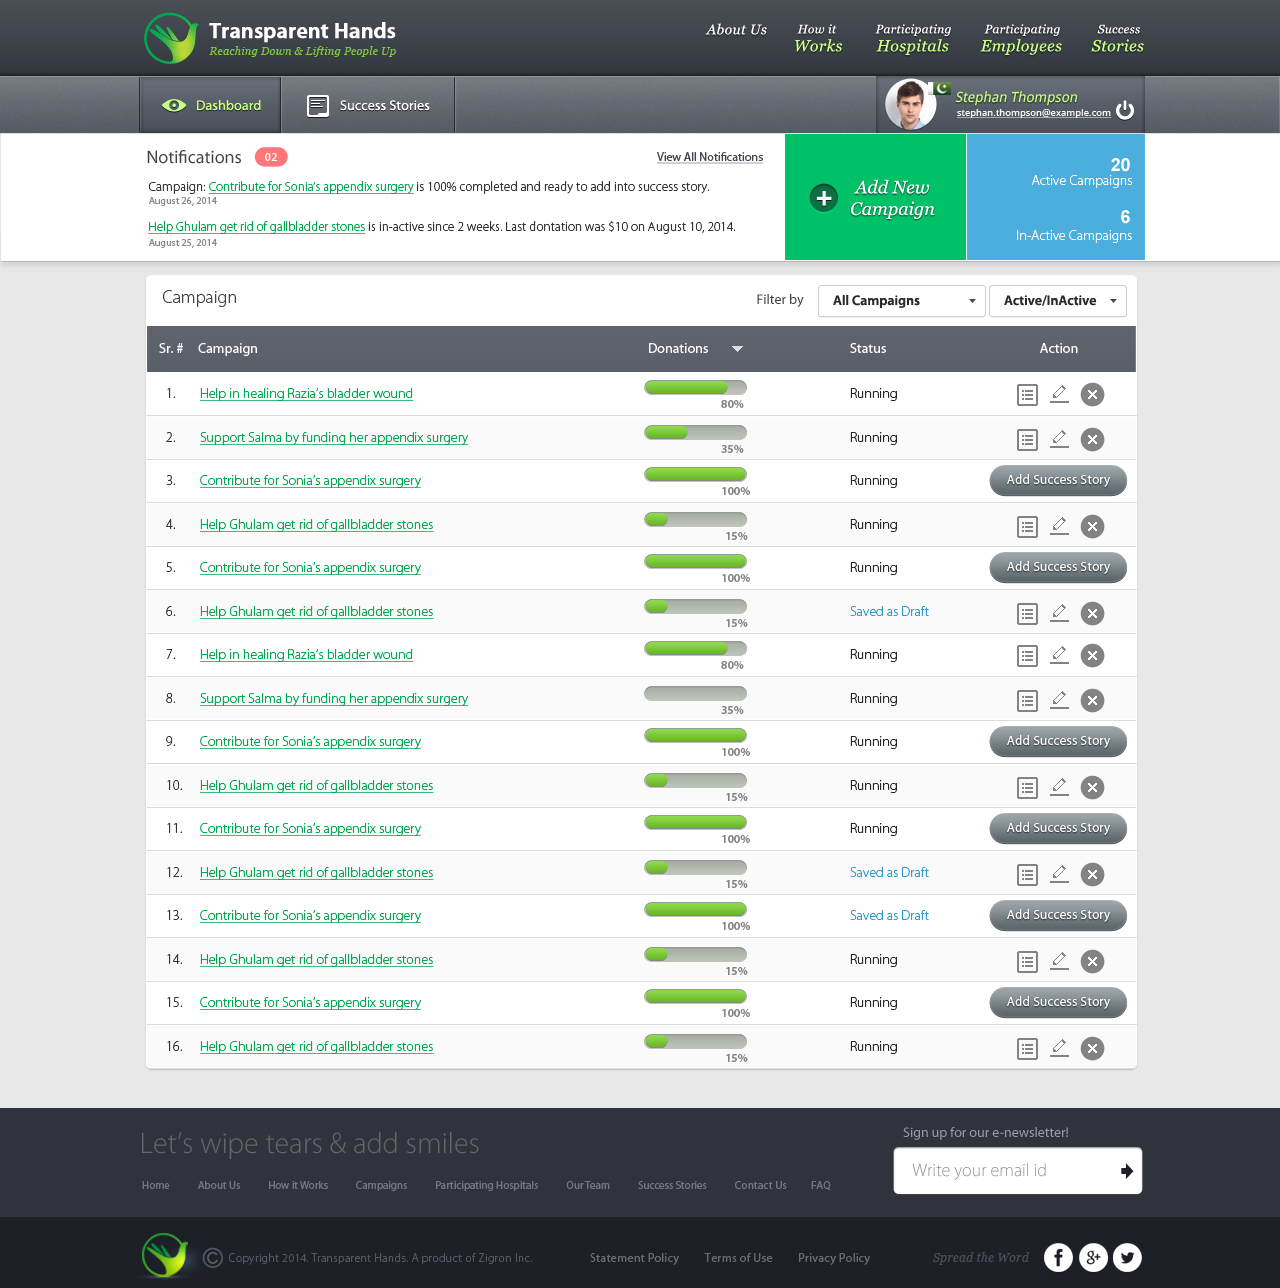 Transparent Hands
Reaching Down & Lifting People Up
About Us
How it
Works
Participating
Hospitals
Participating
Employees
Success
Stories
Dashboard
Success Stories
Stephan Thompson
stephan.thompson@example.com
Notifications 02
View All Notifications
Campaign: Contribute for Sonia's appendix surgery is 100% completed and ready to add into success story.
August 26, 2014
Help Ghulam get rid of gallbladder stones is in-active since 2 weeks. Last dontation was $10 on August 10, 2014.
August 25, 2014
Add New
Campaign
20
Active Campaigns
6
In-Active Campaigns
Campaign
Filter by
All Campaigns
Active/InActive
Sr. # Campaign Donations Status Action
1. Help in healing Razia's bladder wound 80% Running
2. Support Salma by funding her appendix surgery 35% Running
3. Contribute for Sonia's appendix surgery 100% Running Add Success Story
4. Help Ghulam get rid of gallbladder stones 15% Running
5. Contribute for Sonia's appendix surgery 100% Running Add Success Story
6. Help Ghulam get rid of gallbladder stones 15% Saved as Draft
7. Help in healing Razia's bladder wound 80% Running
8. Support Salma by funding her appendix surgery 35% Running
9. Contribute for Sonia's appendix surgery 100% Running Add Success Story
10. Help Ghulam get rid of gallbladder stones 15% Running
11. Contribute for Sonia's appendix surgery 100% Running Add Success Story
12. Help Ghulam get rid of gallbladder stones 15% Saved as Draft
13. Contribute for Sonia's appendix surgery 100% Saved as Draft Add Success Story
14. Help Ghulam get rid of gallbladder stones 15% Running
15. Contribute for Sonia's appendix surgery 100% Running Add Success Story
16. Help Ghulam get rid of gallbladder stones 15% Running
Let's wipe tears & add smiles
Sign up for our e-newsletter!
Write your email id
Home About Us How it Works Campaigns Participating Hospitals Our Team Success Stories Contact Us FAQ
© Copyright 2014. Transparent Hands. A product of Zigron Inc.
Statement Policy Terms of Use Privacy Policy
Spread the Word
f
g+